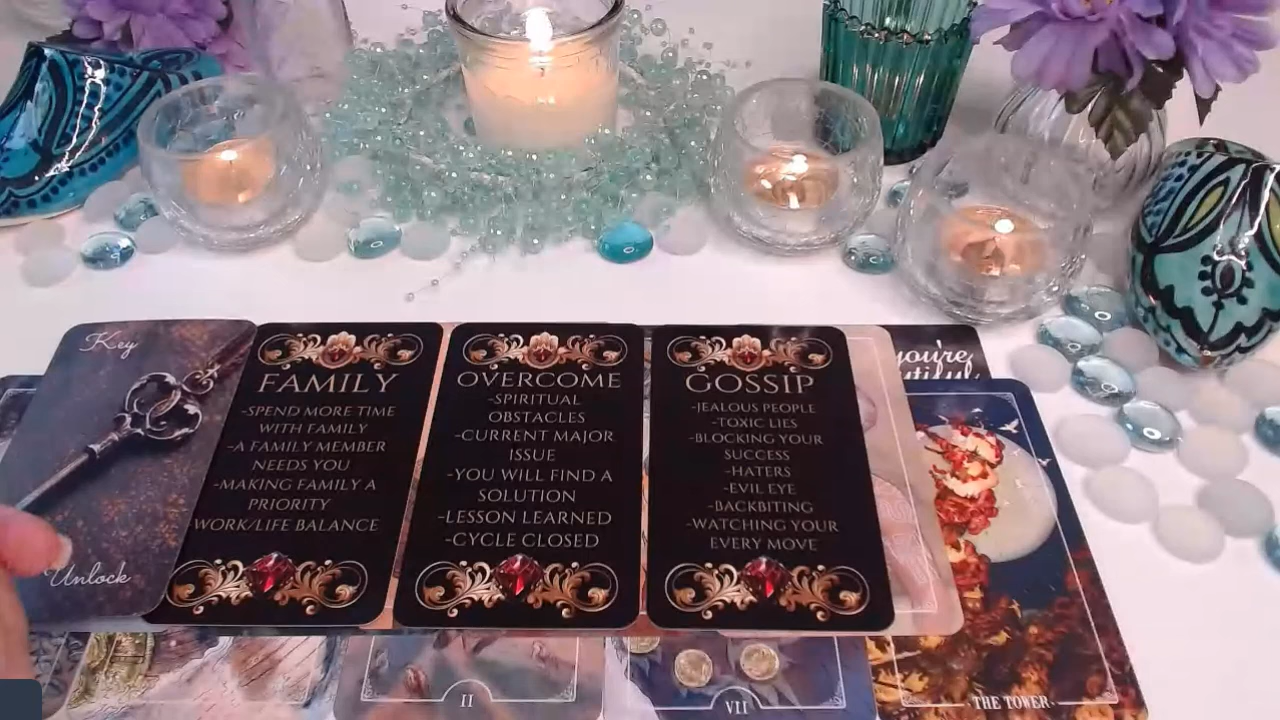 Key
Unlock
FAMILY
-SPEND MORE TIME
WITH FAMILY
-A FAMILY MEMBER
NEEDS YOU
-MAKING FAMILY A
PRIORITY
WORK/LIFE BALANCE
OVERCOME
-SPIRITUAL
OBSTACLES
-CURRENT MAJOR
ISSUE
-YOU WILL FIND A
SOLUTION
-LESSON LEARNED
-CYCLE CLOSED
GOSSIP
-JEALOUS PEOPLE
-TOXIC LIES
-BLOCKING YOUR
SUCCESS
-HATERS
-EVIL EYE
-BACKBITING
-WATCHING YOUR
EVERY MOVE
you're
II
VII
THE TOWER